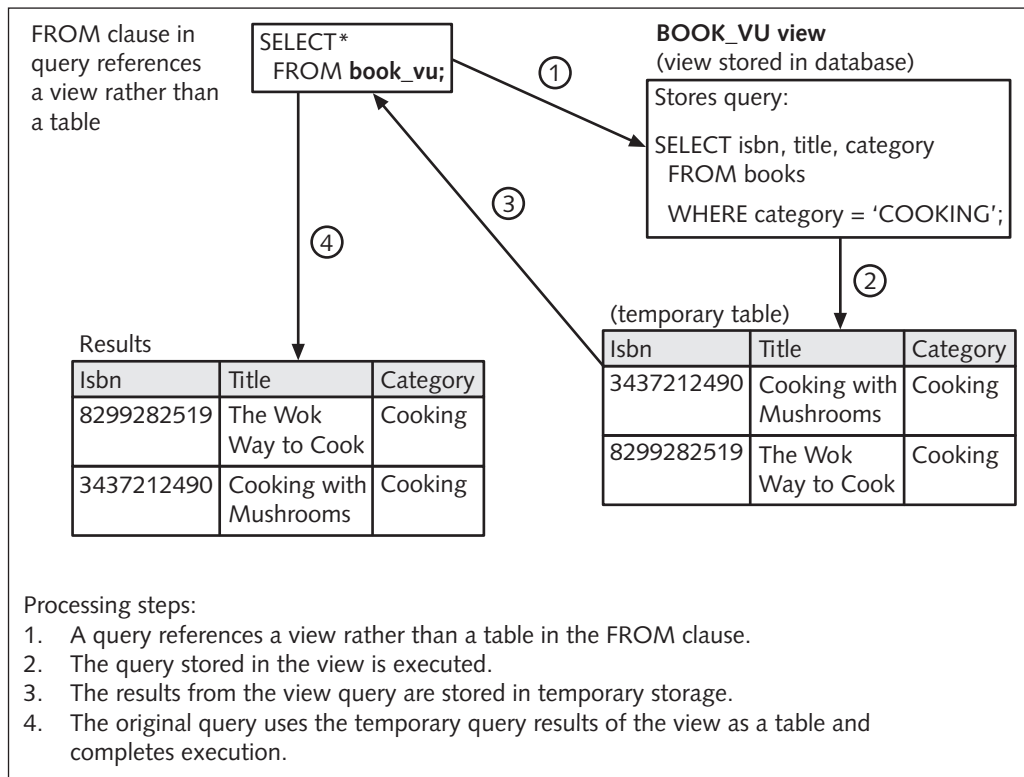 FROM clause in
query references
a view rather than
a table
SELECT*
FROM book_vu;
1
BOOK_VU view
(view stored in database)
Stores query:
SELECT isbn, title, category
FROM books
WHERE category = ‘COOKING’;
3
4
2
(temporary table)
Isbn Title Category
3437212490 Cooking with Cooking
Mushrooms
8299282519 The Wok Cooking
Way to Cook
Results
Isbn Title Category
8299282519 The Wok Cooking
Way to Cook
3437212490 Cooking with Cooking
Mushrooms
Processing steps:
1. A query references a view rather than a table in the FROM clause.
2. The query stored in the view is executed.
3. The results from the view query are stored in temporary storage.
4. The original query uses the temporary query results of the view as a table and
completes execution.